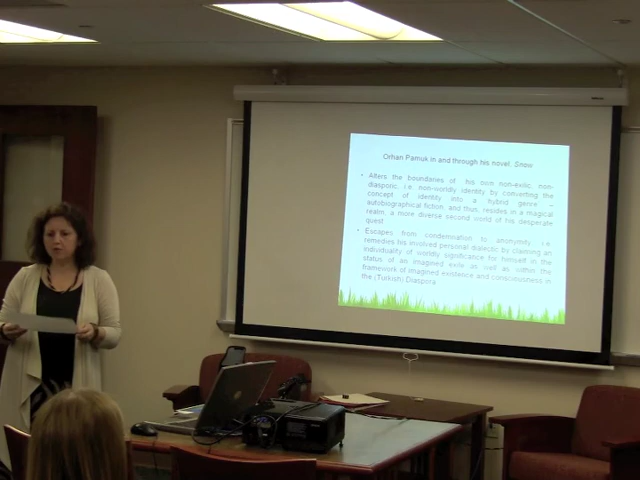 Orhan Pamuk in and through his novel, Snow
• Alters the boundaries of his own non-exilic, non-
diasporic, i.e. non-worldly identity by converting the
concept of identity into a hybrid genre –
autobiographical fiction, and thus, resides in a magical
realm, a more diverse second world of his desperate
quest
• Escapes from condemnation to anonymity, i.e.
remedies his involved personal dialectic by claiming an
individuality of worldly significance for himself in the
status of an imagined exile as well as within the
framework of imagined existence and consciousness in
the (Turkish) Diaspora